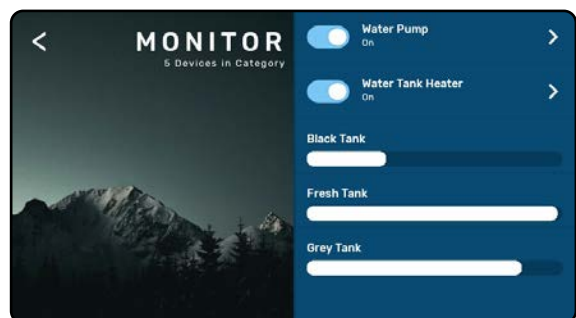 MONITOR
5 Devices in Category
Water Pump
On
Water Tank Heater
On
Black Tank
Fresh Tank
Grey Tank